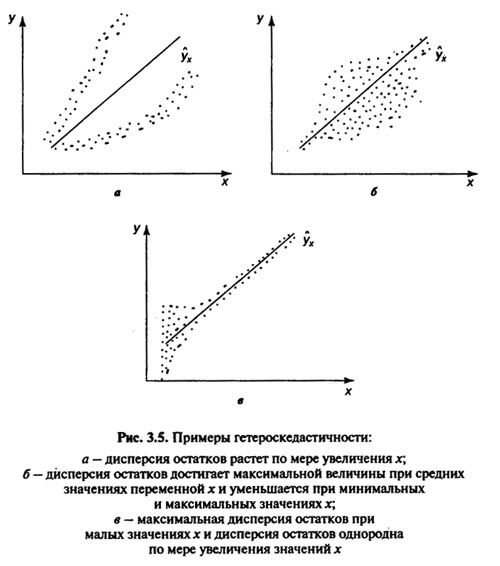 y
ŷx
x
а
y
ŷx
x
б
y
ŷx
x
в
Рис. 3.5. Примеры гетероскедастичности:
а – дисперсия остатков растет по мере увеличения x;
б – дисперсия остатков достигает максимальной величины при средних
значениях переменной x и уменьшается при минимальных
и максимальных значениях x;
в – максимальная дисперсия остатков при
малых значениях x и дисперсия остатков однородна
по мере увеличения значений x